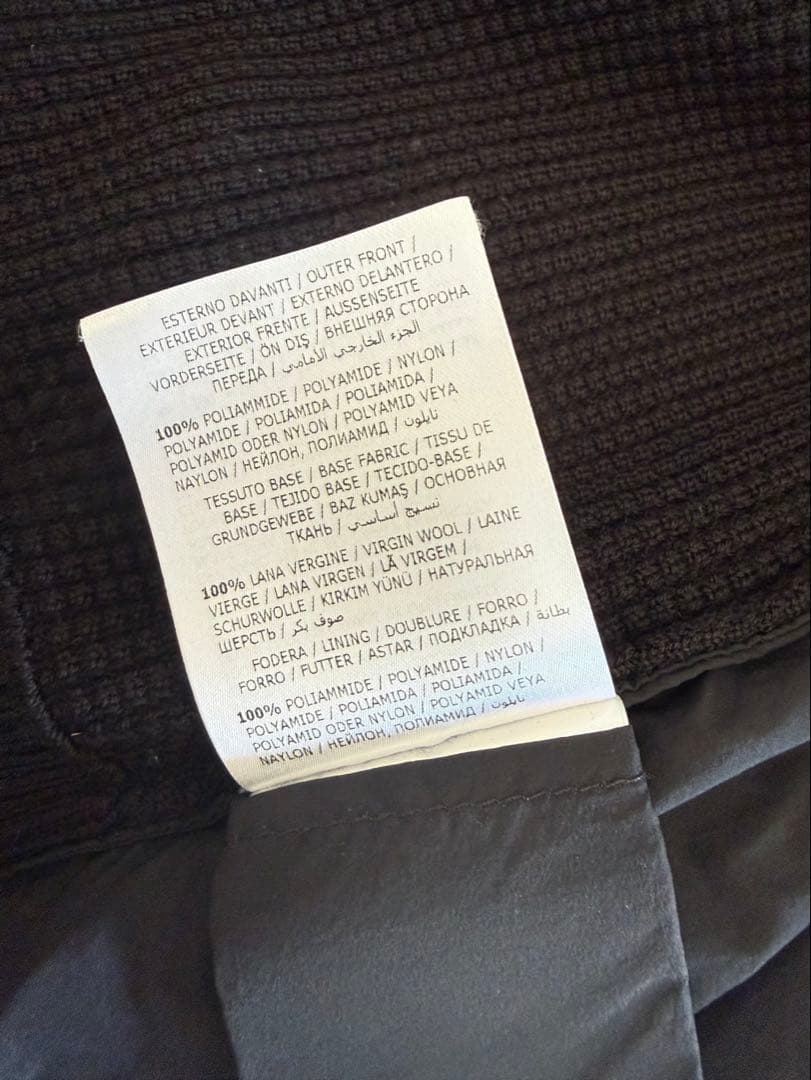 ESTERNO DAVANTI / OUTER FRONT /
EXTERIEUR DEVANT / EXTERNO DELANTERO /
EXTERIOR FRENTE / AUSSENSEITE
VORDERSEITE / ÖN DIŞ / ВНЕШНЯЯ СТОРОНА
ПЕРЕДА / الجزء الخارجي الأمامي
100% POLIAMMIDE / POLYAMIDE / NYLON /
POLYAMIDE / POLIAMIDA / POLIAMIDA /
POLYAMID ODER NYLON / POLYAMID VEYA
NAYLON / НЕЙЛОН, ПОЛИАМИД / نايلون
TESSUTO BASE / BASE FABRIC / TISSU DE
BASE / TEJIDO BASE / TECIDO-BASE /
GRUNDGEWEBE / BAZ KUMAŞ / ОСНОВНАЯ
ТКАНЬ / نسيج أساسي
100% LANA VERGINE / VIRGIN WOOL / LAINE
VIERGE / LANA VIRGEN / LÃ VIRGEM /
SCHURWOLLE / KIRKIM YÜNÜ / НАТУРАЛЬНАЯ
ШЕРСТЬ / صوف بكر
FODERA / LINING / DOUBLURE / FORRO /
FORRO / FUTTER / ASTAR / ПОДКЛАДКА / بطانة
100% POLIAMMIDE / POLYAMIDE / NYLON /
POLYAMIDE / POLIAMIDA / POLIAMIDA /
POLYAMID ODER NYLON / POLYAMID VEYA
NAYLON / НЕЙЛОН, ПОЛИАМИД / نايلون